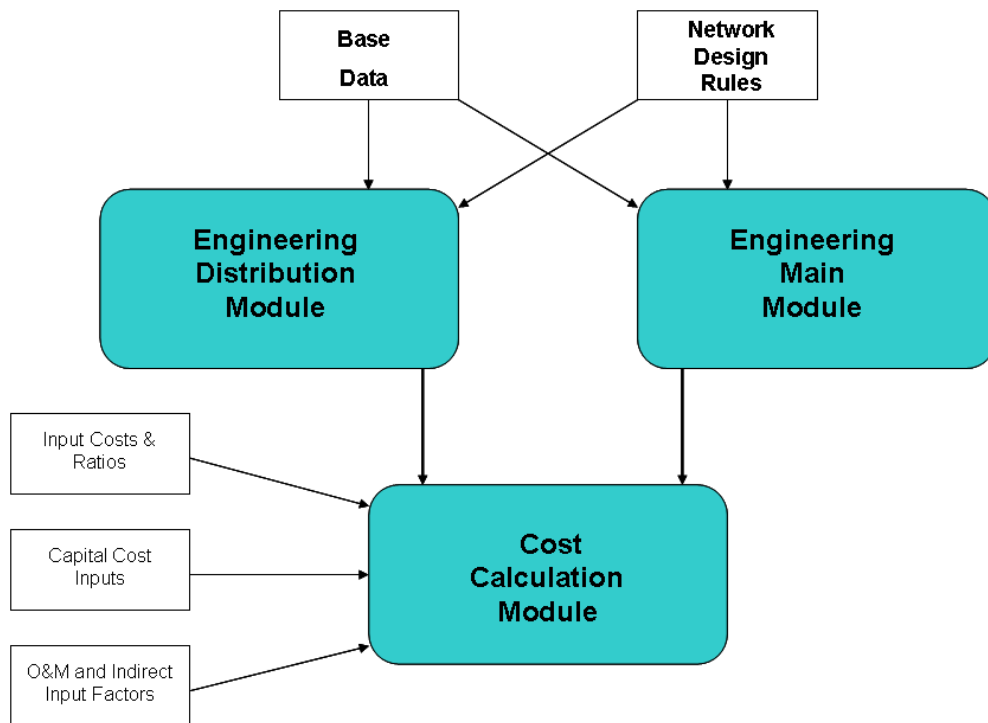 Base
Data
Network
Design
Rules
Engineering
Distribution
Module
Engineering
Main
Module
Input Costs &
Ratios
Capital Cost
Inputs
O&M and Indirect
Input Factors
Cost
Calculation
Module